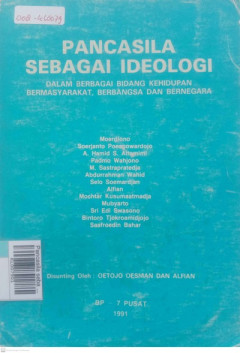 PANCASILA
SEBAGAI IDEOLOGI
DALAM BERBAGAI BIDANG KEHIDUPAN
BERMASYARAKAT, BERBANGSA DAN BERNEGARA
Moerdiono
Soerjanto Poespowardojo
A. Hamid S. Attamimi
Padmo Wahjono
M. Sastrapratedja
Abdurrahman Wahid
Selo Soemardjan
Alfian
Mochtar Kusumaatmadja
Mubyarto
Sri Edi Swasono
Bintoro Tjokroamidjojo
Saafroedin Bahar
Disunting Oleh : OETOJO OESMAN DAN ALFIAN
BP - 7 PUSAT
1991